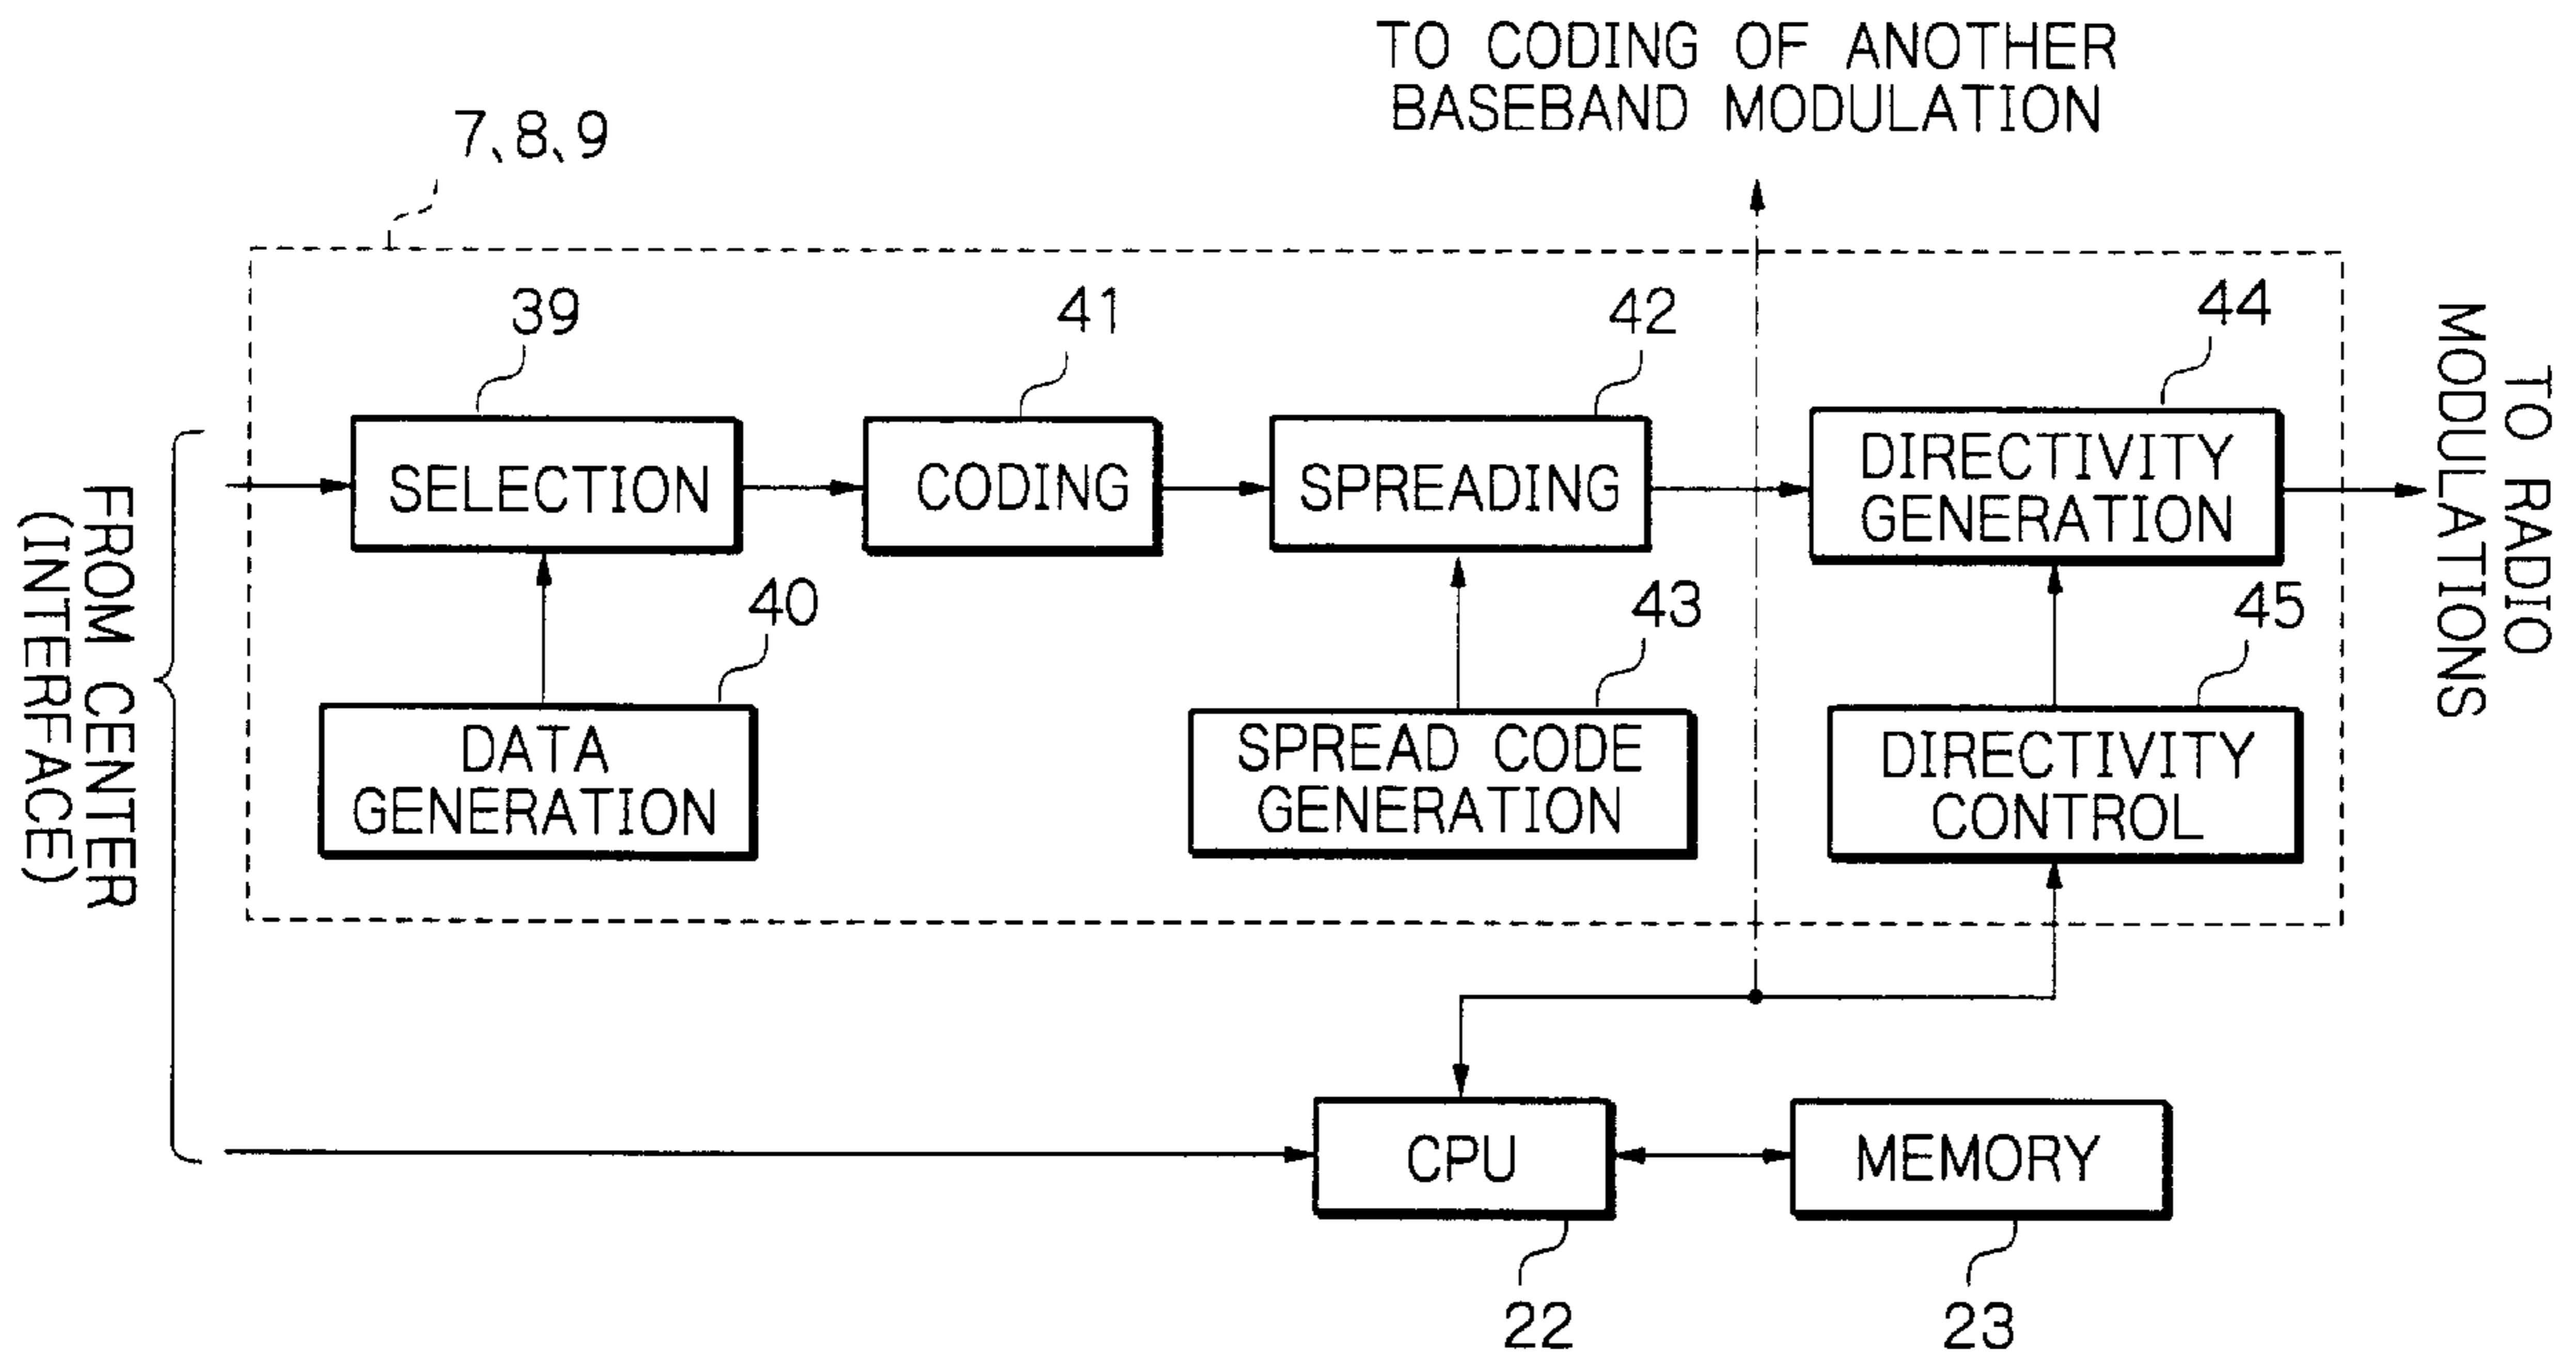 TO CODING OF ANOTHER
BASEBAND MODULATION
7、8、9
39
41
42
44
SELECTION
CODING
SPREADING
DIRECTIVITY
GENERATION
TO RADIO
MODULATIONS
FROM CENTER
(INTERFACE)
40
43
45
DATA
GENERATION
SPREAD CODE
GENERATION
DIRECTIVITY
CONTROL
CPU
MEMORY
22
23